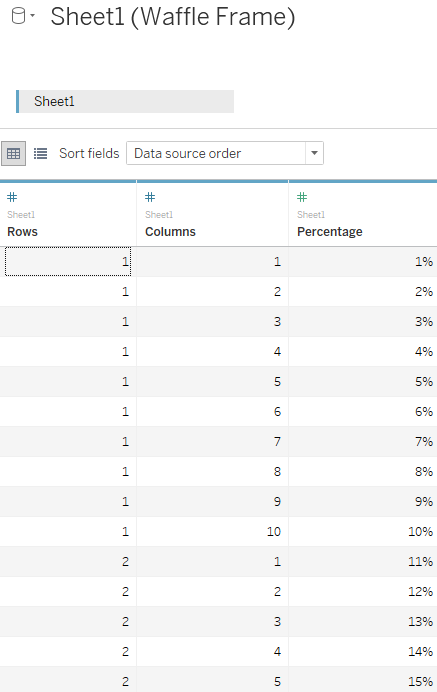 Sheet1 (Waffle Frame)
Sheet1
Sort fields Data source order
# # #
Sheet1 Sheet1 Sheet1
Rows Columns Percentage
1 1 1%
1 2 2%
1 3 3%
1 4 4%
1 5 5%
1 6 6%
1 7 7%
1 8 8%
1 9 9%
1 10 10%
2 1 11%
2 2 12%
2 3 13%
2 4 14%
2 5 15%